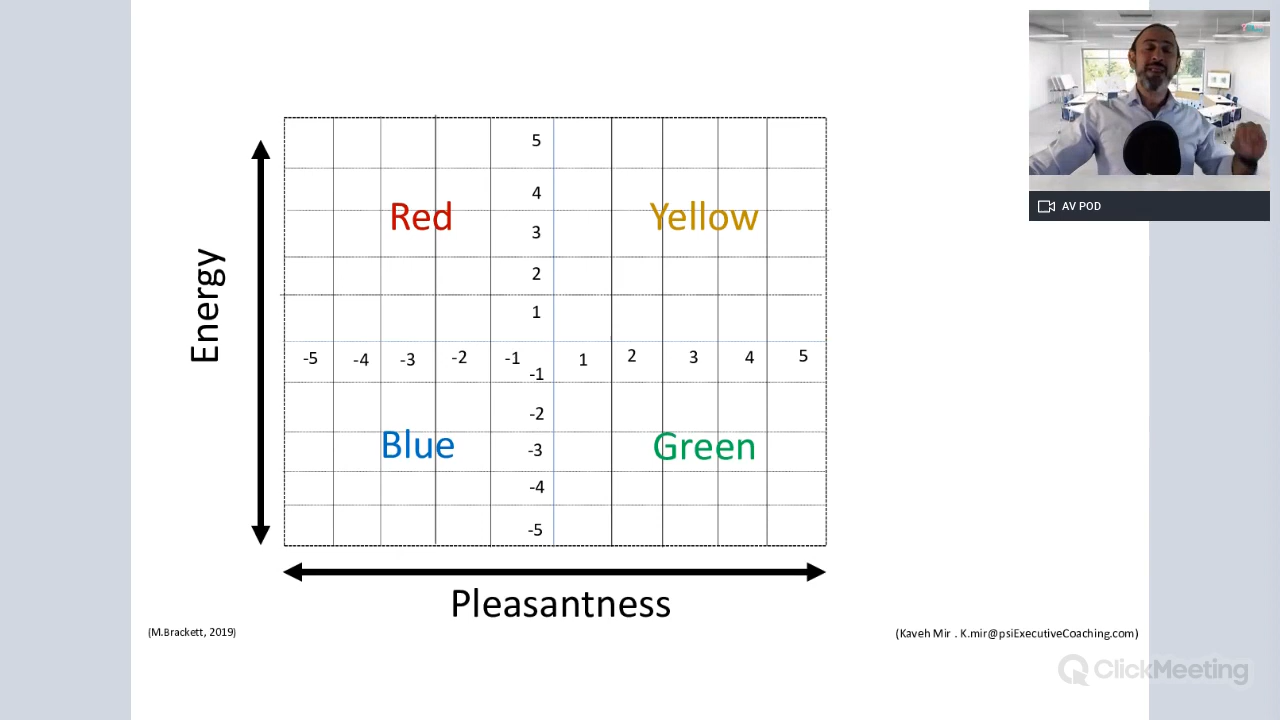 AV POD
5
4
Red
Yellow
3
2
1
Energy
-5 -4 -3 -2 -1 1 2 3 4 5
-1
-2
Blue
Green
-3
-4
-5
Pleasantness
(M.Brackett, 2019)
(Kaveh Mir . K.mir@psiExecutiveCoaching.com)
ClickMeeting